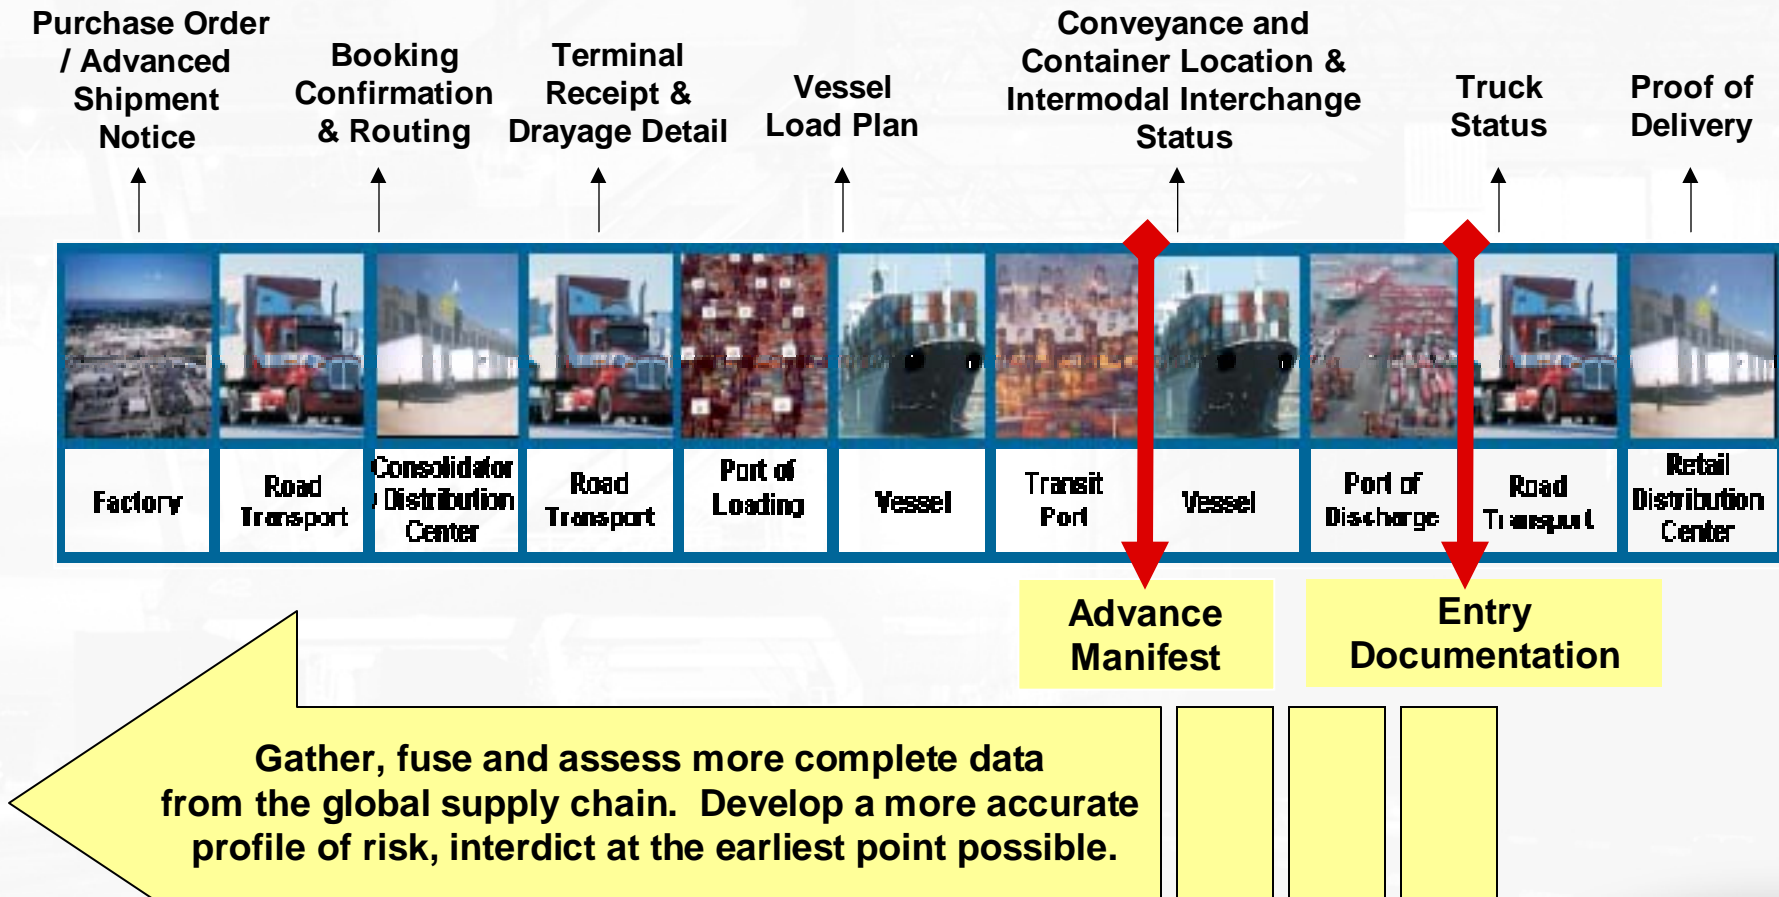 Purchase Order
/ Advanced
Shipment
Notice
Booking
Confirmation
& Routing
Terminal
Receipt &
Drayage Detail
Vessel
Load Plan
Conveyance and
Container Location &
Intermodal Interchange
Status
Truck
Status
Proof of
Delivery
Factory
Road
Transport
Consolidator
/ Distribution
Center
Road
Transport
Port of
Loading
Vessel
Transit
Port
Vessel
Port of
Discharge
Road
Transport
Retail
Distribution
Center
Advance
Manifest
Entry
Documentation
Gather, fuse and assess more complete data
from the global supply chain.  Develop a more accurate
profile of risk, interdict at the earliest point possible.